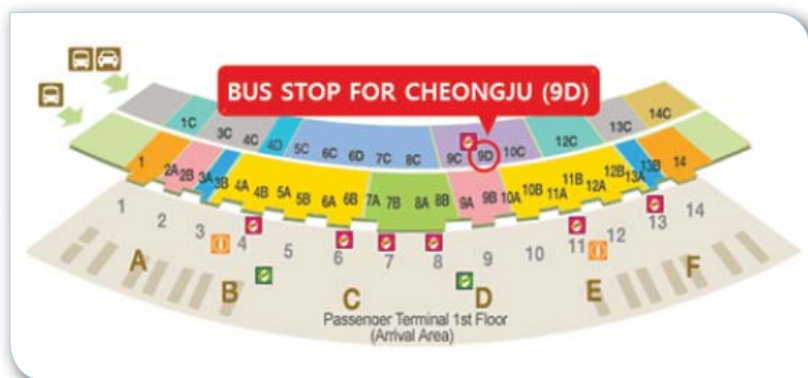 BUS STOP FOR CHEONGJU (9D)
1C 3C 4C 4D 5C 6C 6D 7C 8C 9C 9D 10C 12C 13C 14C
1 2A 2B 3A 3B 4A 4B 5A 5B 6A 6B 7A 7B 8A 8B 9A 9B 10A 10B 11A 11B 12A 12B 13A 13B 14
1 2 3 4 5 6 7 8 9 10 11 12 13 14
A B C D E F
Passenger Terminal 1st Floor
(Arrival Area)